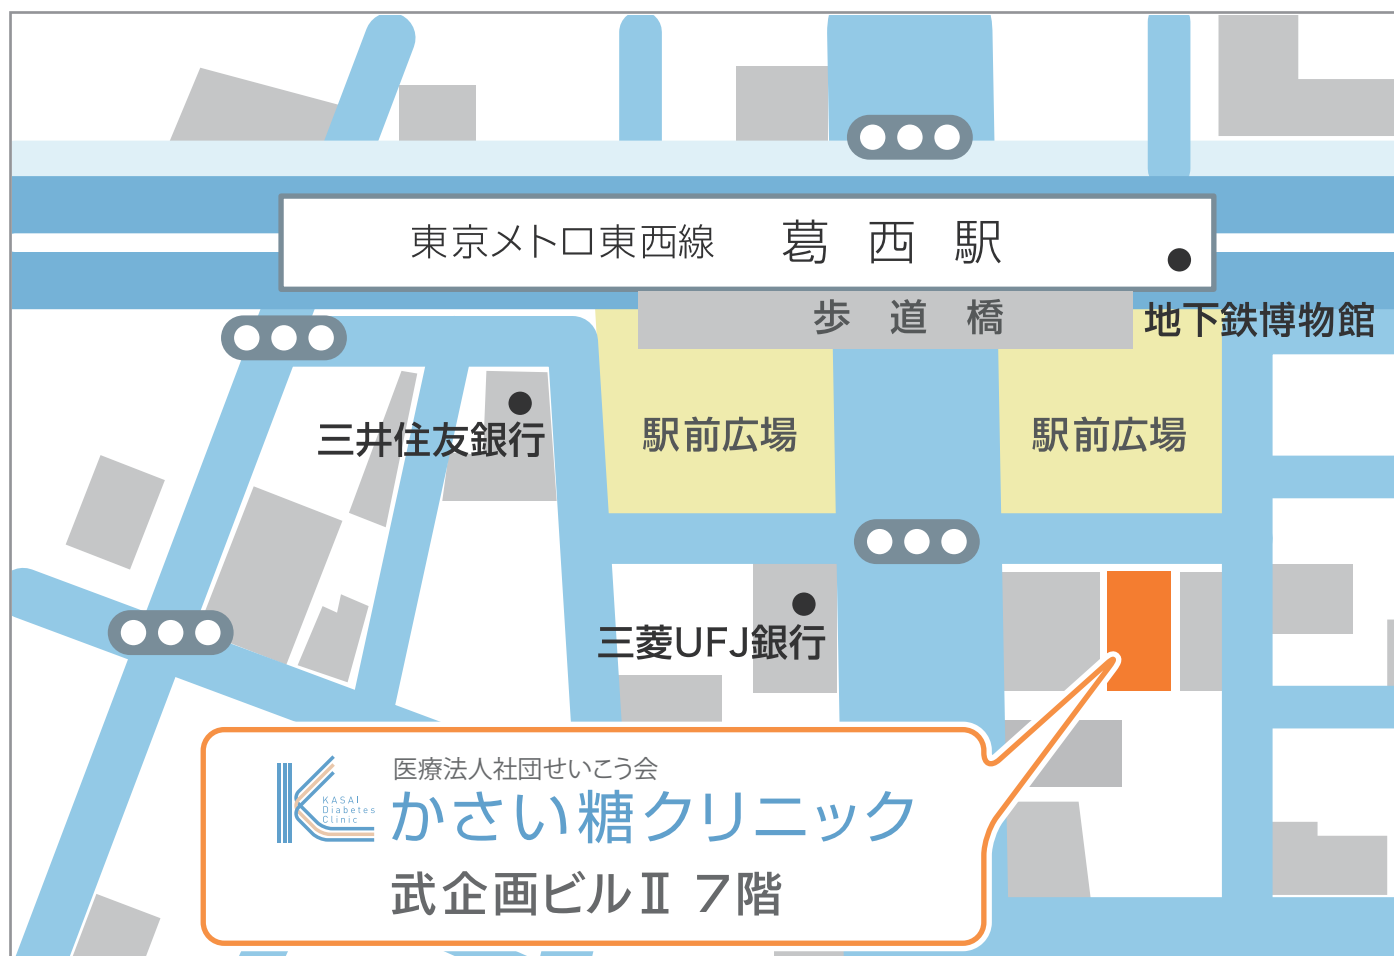 東京メトロ東西線 葛西駅
歩道橋
地下鉄博物館
三井住友銀行
駅前広場
駅前広場
三菱UFJ銀行
医療法人社団せいこう会
KASAI
Diabetes
Clinic
かさい糖クリニック
武企画ビルⅡ 7階